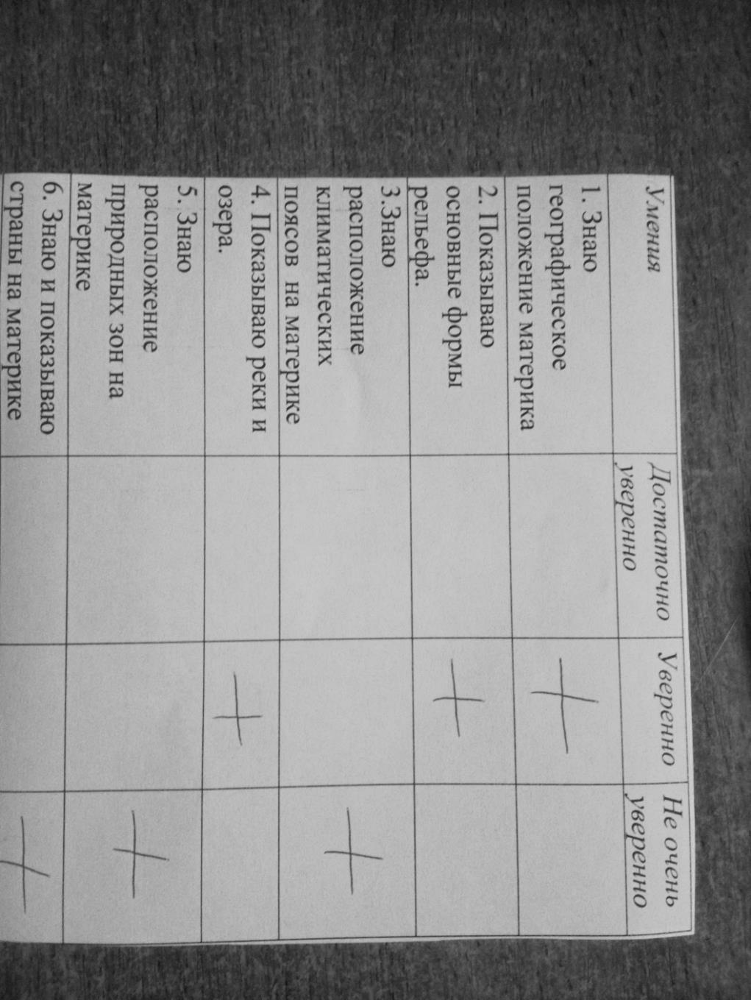 Умения
Достаточно
уверенно
Уверенно
Не очень
уверенно
1. Знаю
географическое
положение материка
+
2. Показываю
основные формы
рельефа.
+
3.Знаю
расположение
климатических
поясов на материке
+
4. Показываю реки и
озера.
+
5. Знаю
расположение
природных зон на
материке
+
6. Знаю и показываю
страны на материке
+